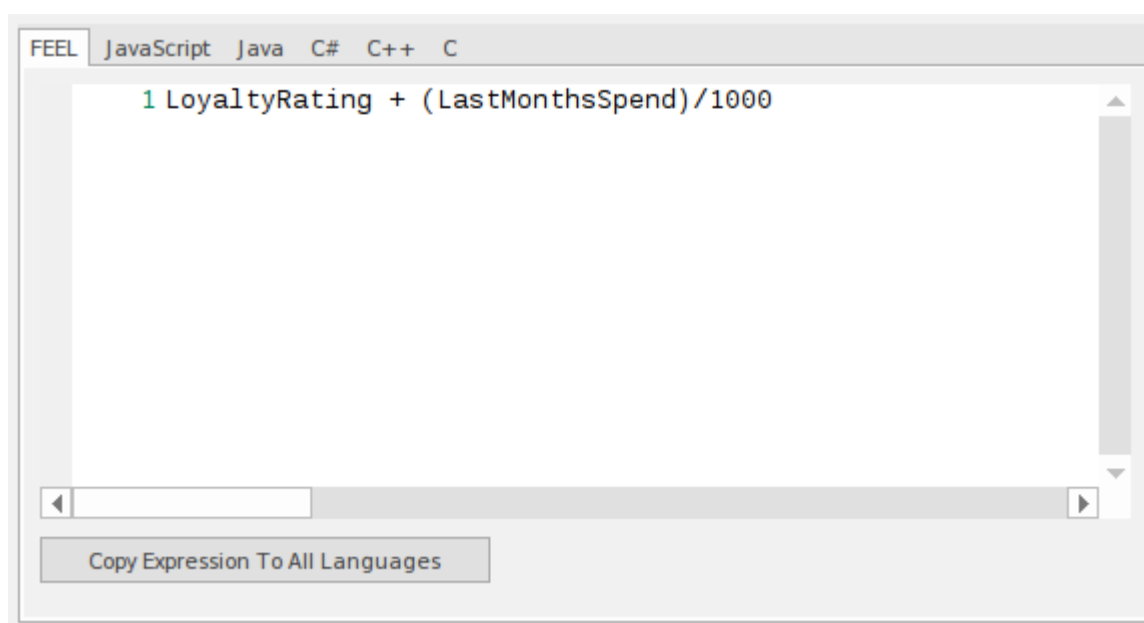 FEEL JavaScript Java C# C++ C
1 LoyaltyRating + (LastMonthsSpend)/1000
Copy Expression To All Languages